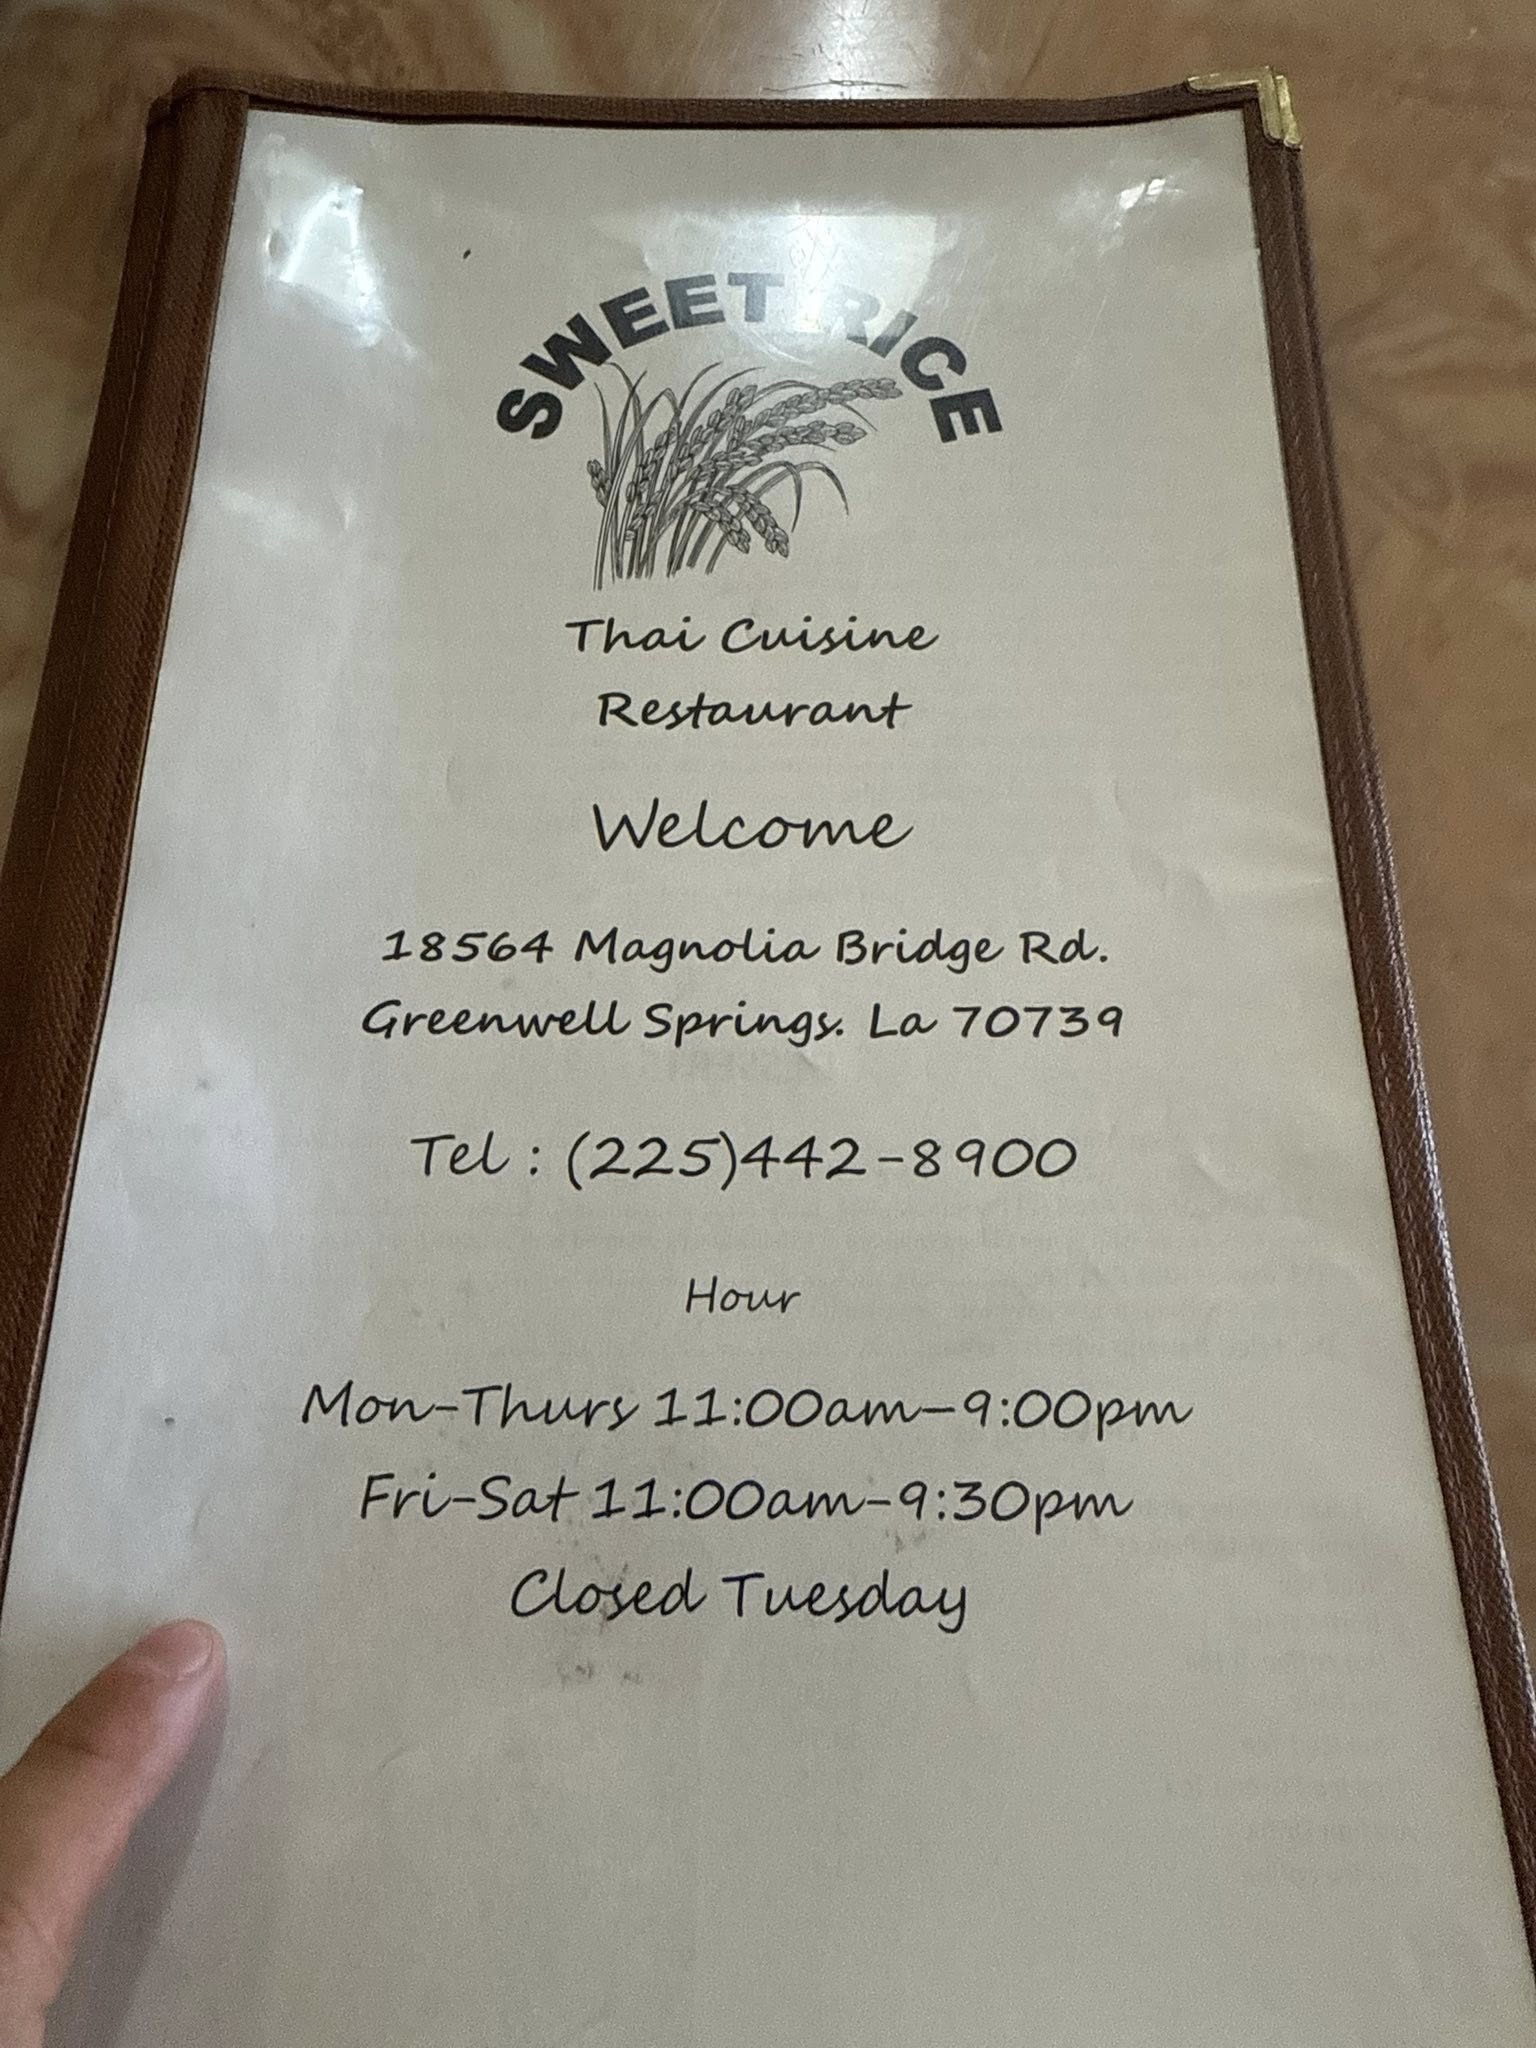 SWEET RICE
Thai Cuisine
Restaurant
Welcome
18564 Magnolia Bridge Rd.
Greenwell Springs. La 70739
Tel : (225)442-8900
Hour
Mon-Thurs 11:00am–9:00pm
Fri-Sat 11:00am-9:30pm
Closed Tuesday